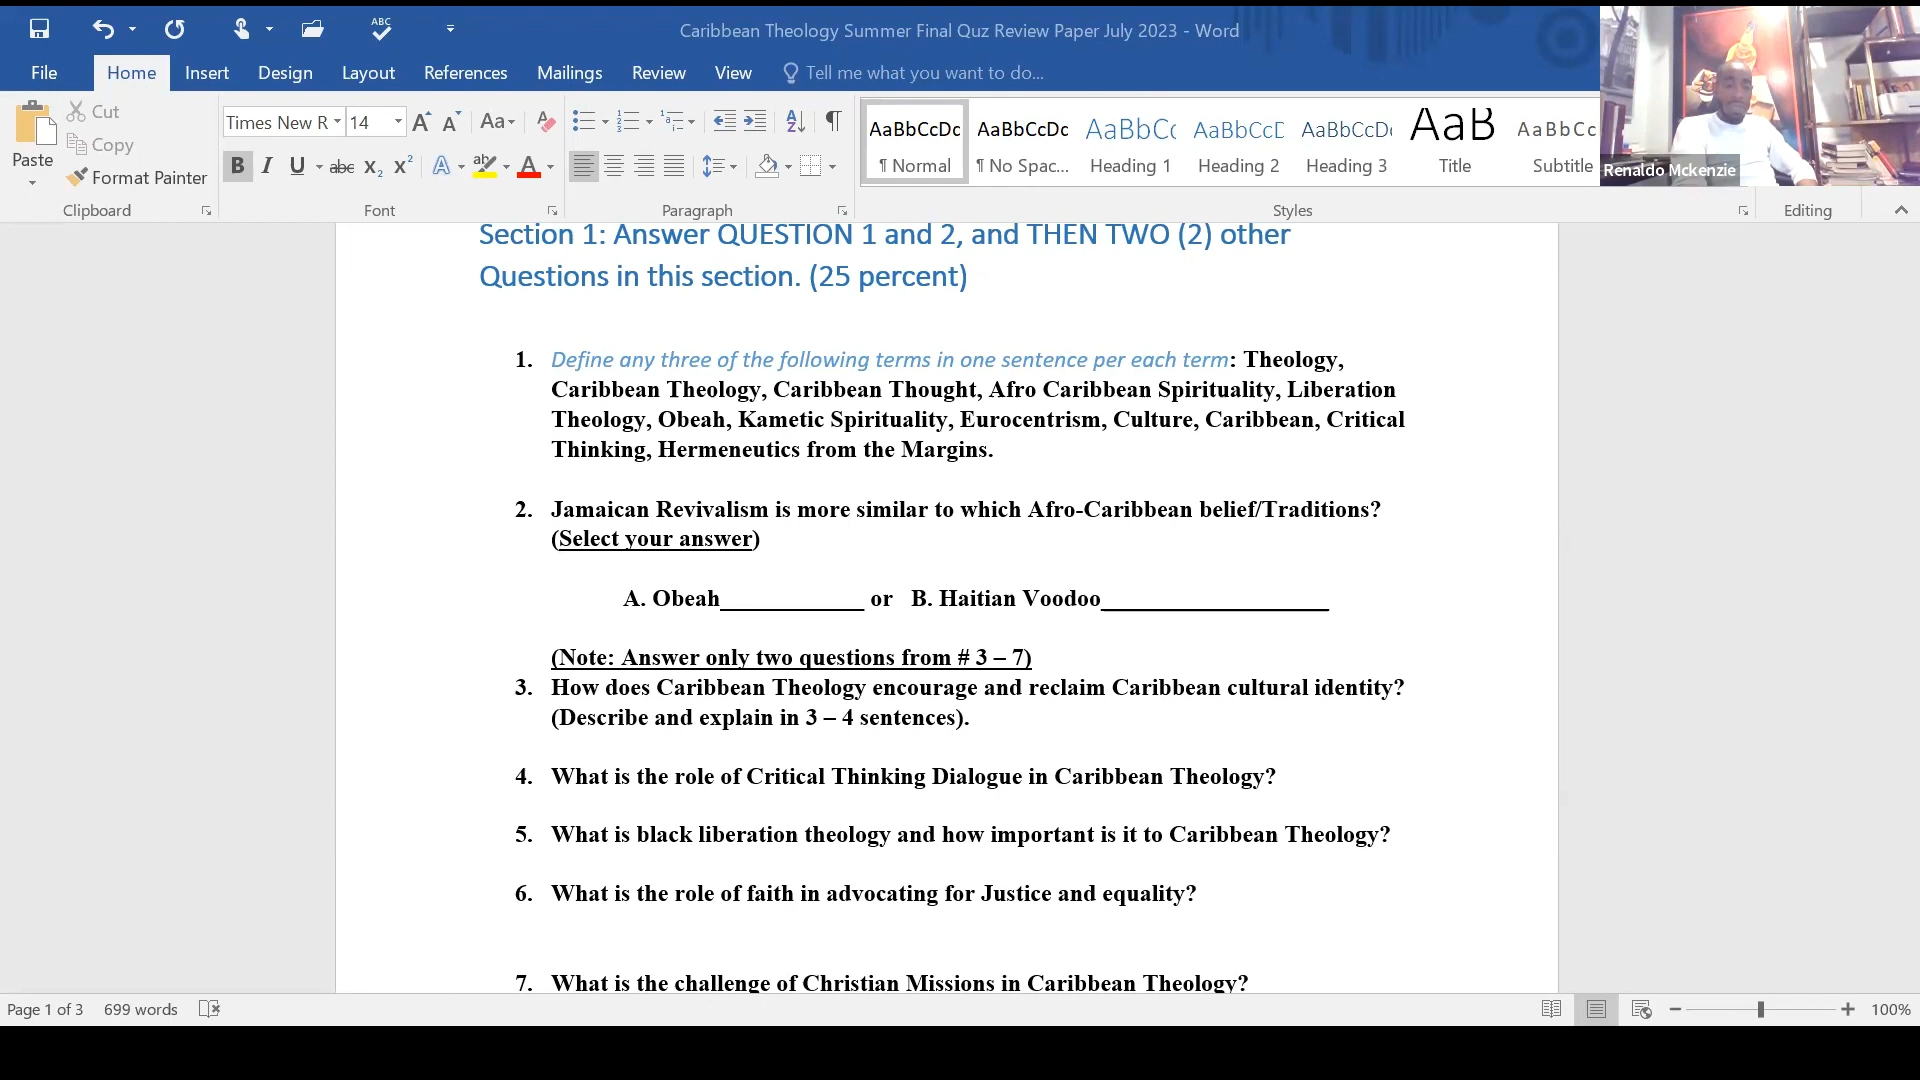 ABC
Caribbean Theology Summer Final Quz Review Paper July 2023 - Word
File Home Insert Design Layout References Mailings Review View Tell me what you want to do...
Paste
Cut
Copy
Format Painter
Clipboard
Times New R 14
Aa
B I U abc X₂ X²
Font
Paragraph
AaBbCcDc AaBbCcDc AaBbCc AaBbCcD AaBbCcDc AaB AaBbCc
¶ Normal ¶ No Spac... Heading 1 Heading 2 Heading 3 Title Subtitle
Styles
Editing
Renaldo Mckenzie
Section 1: Answer QUESTION 1 and 2, and THEN TWO (2) other
Questions in this section. (25 percent)
1. Define any three of the following terms in one sentence per each term: Theology,
Caribbean Theology, Caribbean Thought, Afro Caribbean Spirituality, Liberation
Theology, Obeah, Kametic Spirituality, Eurocentrism, Culture, Caribbean, Critical
Thinking, Hermeneutics from the Margins.
2. Jamaican Revivalism is more similar to which Afro-Caribbean belief/Traditions?
(Select your answer)
A. Obeah____________ or B. Haitian Voodoo___________________
(Note: Answer only two questions from # 3 – 7)
3. How does Caribbean Theology encourage and reclaim Caribbean cultural identity?
(Describe and explain in 3 – 4 sentences).
4. What is the role of Critical Thinking Dialogue in Caribbean Theology?
5. What is black liberation theology and how important is it to Caribbean Theology?
6. What is the role of faith in advocating for Justice and equality?
7. What is the challenge of Christian Missions in Caribbean Theology?
Page 1 of 3 699 words 100%